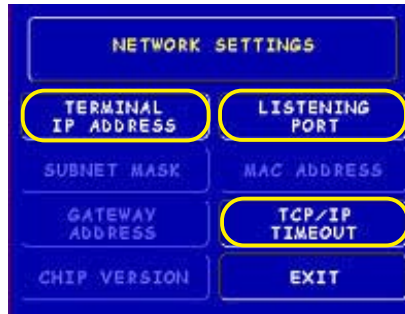 NETWORK SETTINGS
TERMINAL
IP ADDRESS
LISTENING
PORT
SUBNET MASK
MAC ADDRESS
GATEWAY
ADDRESS
TCP/IP
TIMEOUT
CHIP VERSION
EXIT